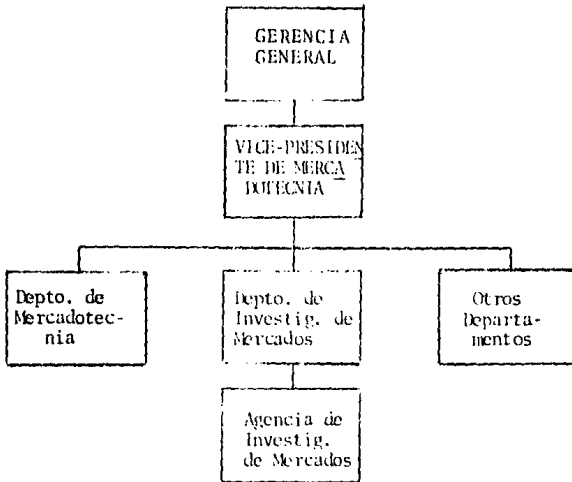 GERENCIA
GENERAL
VICE-PRESIDEN
TE DE MERCA
DOTECNIA
Depto. de
Mercadotec-
nia
Depto. de
Investig. de
Mercados
Otros
Departa-
mentos
Agencia de
Investig.
de Mercados